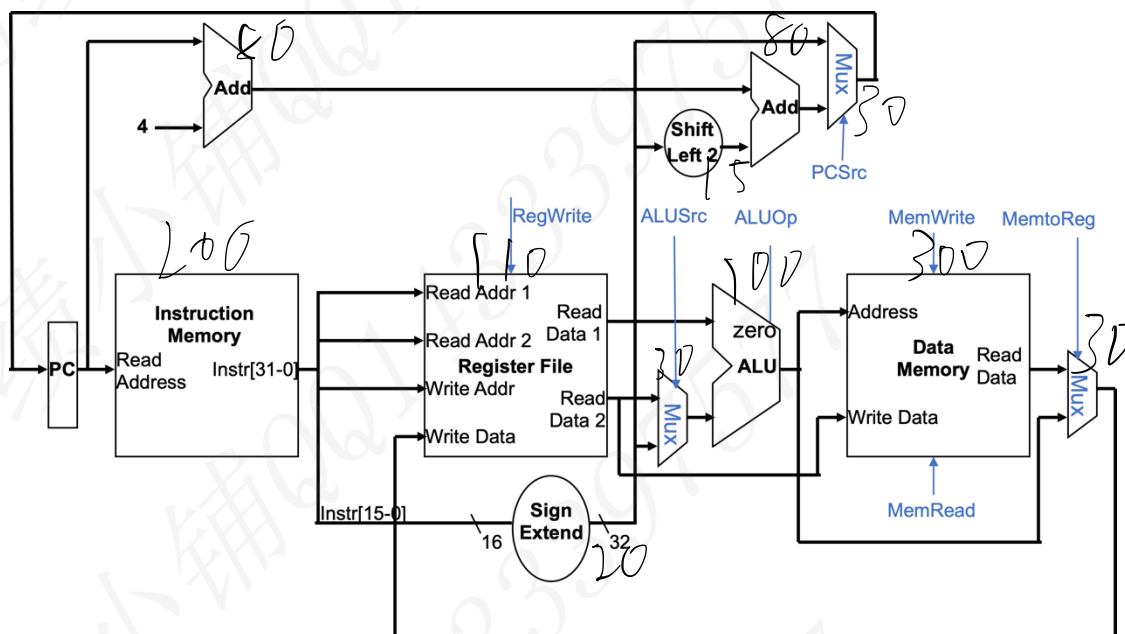 80
80
Add
Mux
Add
4
Shift
Left 2
30
15
PCSrc
RegWrite
ALUSrc
ALUOp
MemWrite
MemtoReg
200
110
100
300
Instruction
Memory
Read Addr 1
Read
Data 1
zero
Address
Read Addr 2
PC
Read
Address
Instr[31-0]
Register File
30
ALU
Data
Memory
Read
Data
30
Mux
Write Addr
Read
Data 2
Mux
Write Data
Write Data
Instr[15-0]
Sign
Extend
16
32
20
MemRead